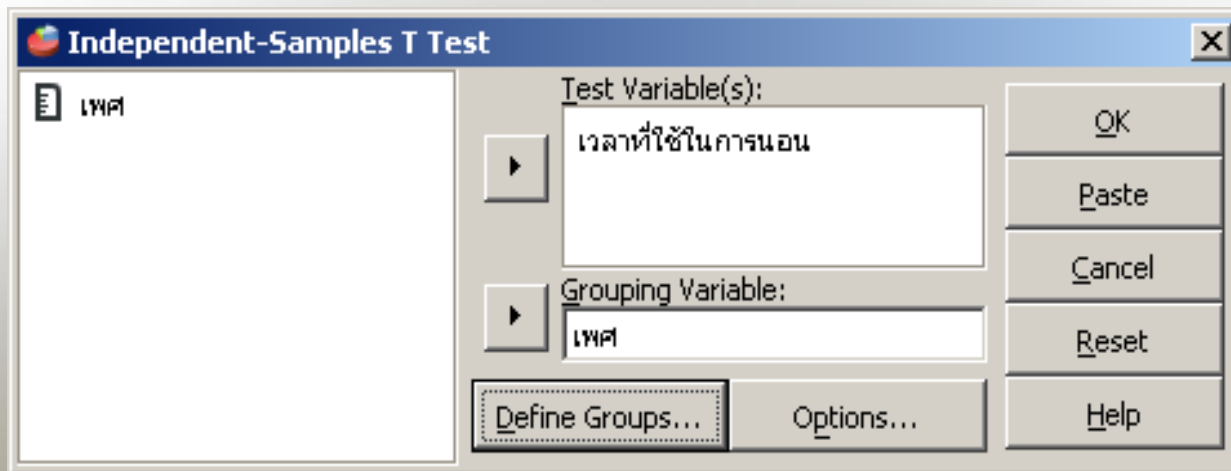 Independent-Samples T Test
เพศ
Test Variable(s):
เวลาที่ใช้ในการนอน
Grouping Variable:
เพศ
Define Groups...
Options...
OK
Paste
Cancel
Reset
Help